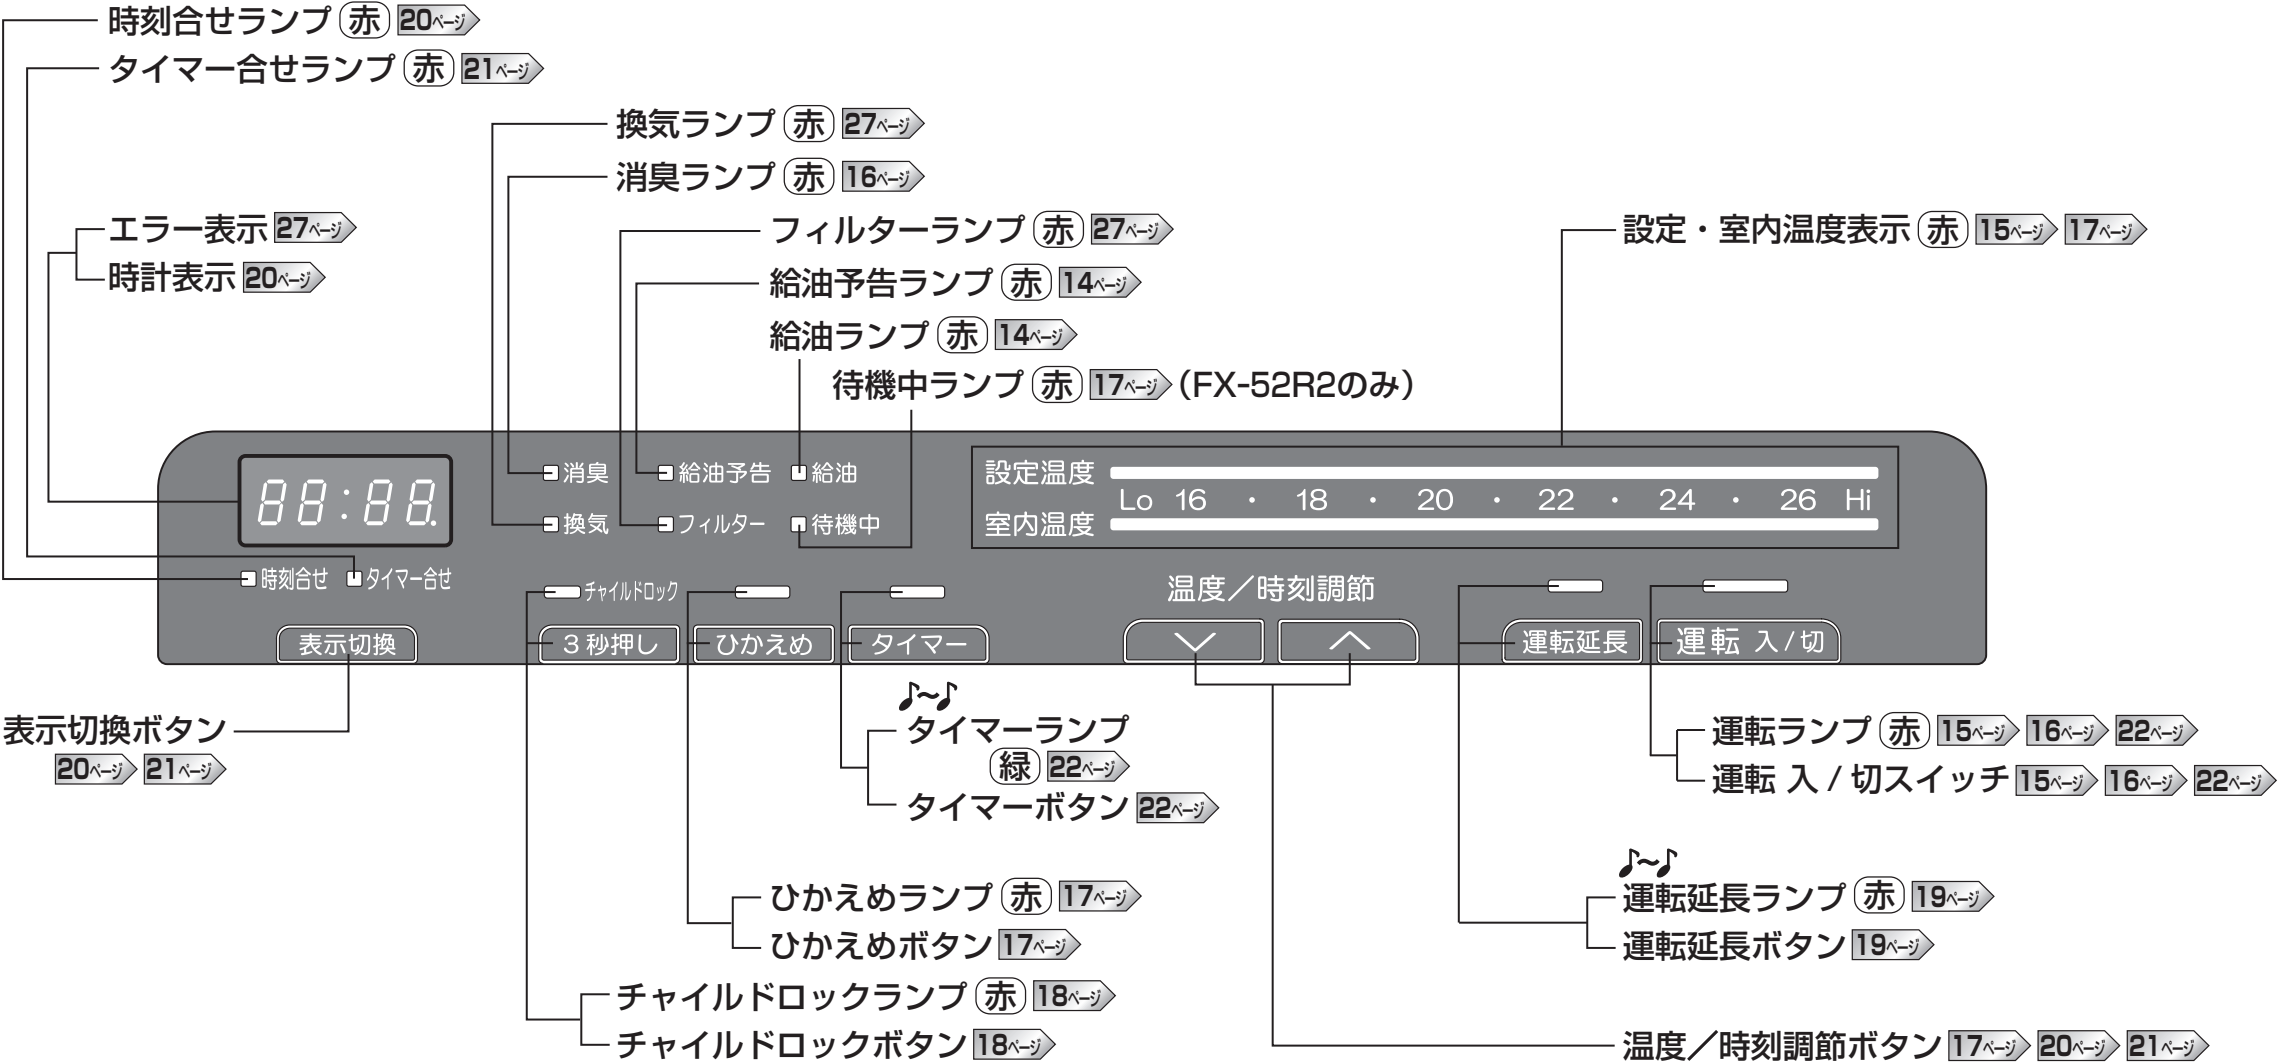 時刻合せランプ 赤 20ページ
タイマー合せランプ 赤 21ページ
換気ランプ 赤 27ページ
消臭ランプ 赤 16ページ
エラー表示 27ページ
時計表示 20ページ
フィルターランプ 赤 27ページ
給油予告ランプ 赤 14ページ
給油ランプ 赤 14ページ
待機中ランプ 赤 17ページ (FX-52R2のみ)
設定・室内温度表示 赤 15ページ 17ページ
88:88.
消臭 給油予告 給油
換気 フィルター 待機中
設定温度
Lo 16 ・ 18 ・ 20 ・ 22 ・ 24 ・ 26 Hi
室内温度
時刻合せ タイマー合せ
チャイルドロック
温度／時刻調節
表示切換
3秒押し
ひかえめ
タイマー
運転延長
運転 入/切
表示切換ボタン
20ページ 21ページ
♪〜♪
タイマーランプ
緑 22ページ
タイマーボタン 22ページ
運転ランプ 赤 15ページ 16ページ 22ページ
運転 入/切スイッチ 15ページ 16ページ 22ページ
ひかえめランプ 赤 17ページ
ひかえめボタン 17ページ
♪〜♪
運転延長ランプ 赤 19ページ
運転延長ボタン 19ページ
チャイルドロックランプ 赤 18ページ
チャイルドロックボタン 18ページ
温度／時刻調節ボタン 17ページ 20ページ 21ページ